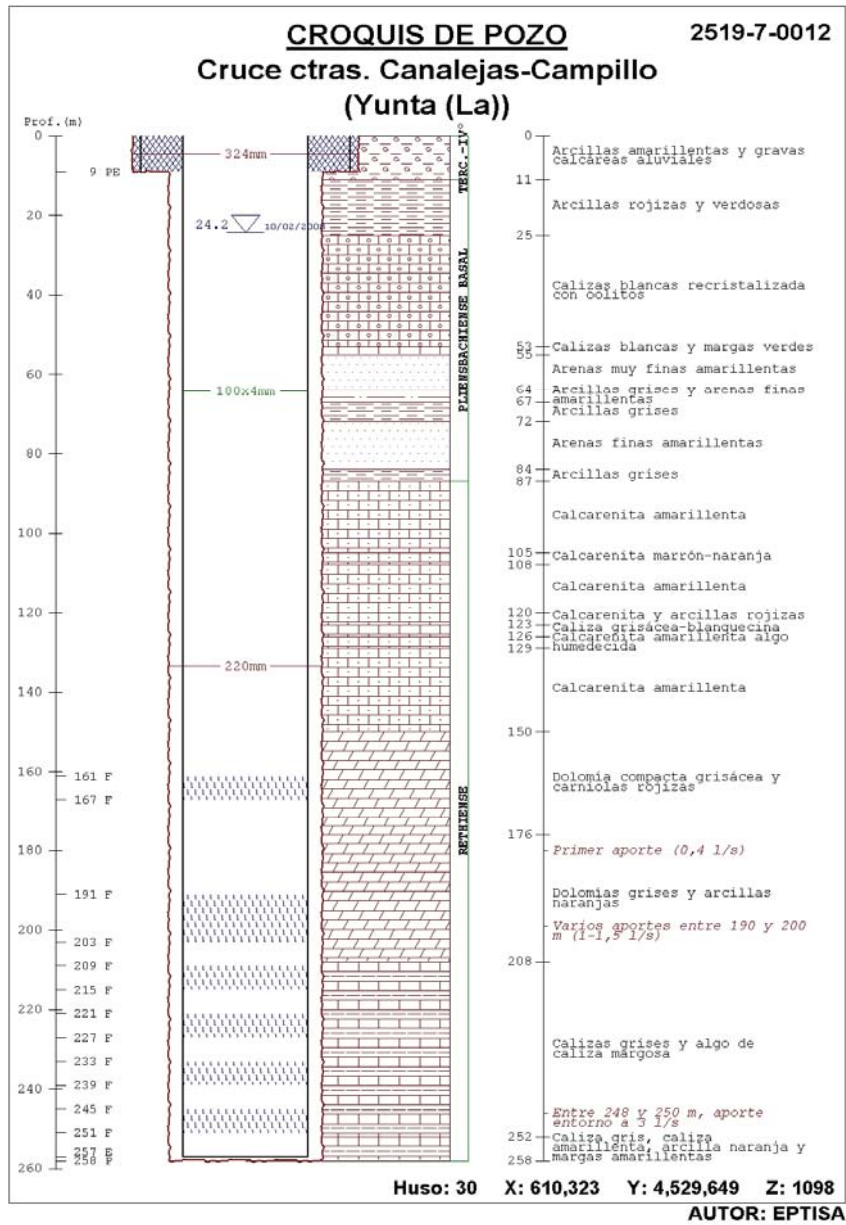 CROQUIS DE POZO
2519-7-0012
Cruce ctras. Canalejas-Campillo
(Yunta (La))
Prof.(m)
0
9 PE
20
40
60
80
100
120
140
160
161 F
167 F
180
191 F
200
203 F
209 F
215 F
220
221 F
227 F
233 F
239 F
240
245 F
251 F
260
324mm
24.2
180x4mm
220mm
TERC.-IVº
PLIENSBACHIENSE BASAL
RETHIENSE
0
Arcillas amarillentas y gravas
calcáreas aluviales
11
Arcillas rojizas y verdosas
25
Calizas blancas recristalizada
con oolitos
53
Calizas blancas y margas verdes
55
Arenas muy finas amarillentas
64
Arcillas grises y arenas finas
amarillentas
67
Arcillas grises
72
Arenas finas amarillentas
84
Arcillas grises
87
Calcarenita amarillenta
105
Calcarenita marrón-naranja
108
Calcarenita amarillenta
120
Calcarenita y arcillas rojizas
123
Caliza grisácea-blanquecina
126
Calcarenita amarillenta algo
humedecida
129
Calcarenita amarillenta
150
Dolomía compacta grisácea y
carniolas rojizas
176
Primer aporte (0,4 l/s)
Dolomías grises y arcillas
naranjas
Varios aportes entre 190 y 200
m (1-1,5 l/s)
208
Calizas grises y algo de
caliza margosa
Entre 248 y 250 m, aporte
entorno a 3 l/s
252
Caliza gris, caliza
amarillenta, arcilla naranja y
margas amarillentas
258
Huso: 30 X: 610,323 Y: 4,529,649 Z: 1098
AUTOR: EPTISA